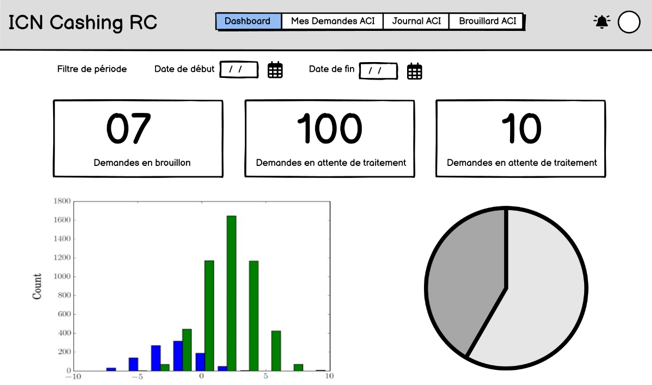 ICN Cashing RC
Dashboard
Mes Demandes ACI
Journal ACI
Brouillard ACI
Filtre de période
Date de début
/ /
Date de fin
/ /
07
Demandes en brouillon
100
Demandes en attente de traitement
10
Demandes en attente de traitement
1800
1600
1400
1200
1000
800
600
400
200
0
Count
−10
−5
0
5
10